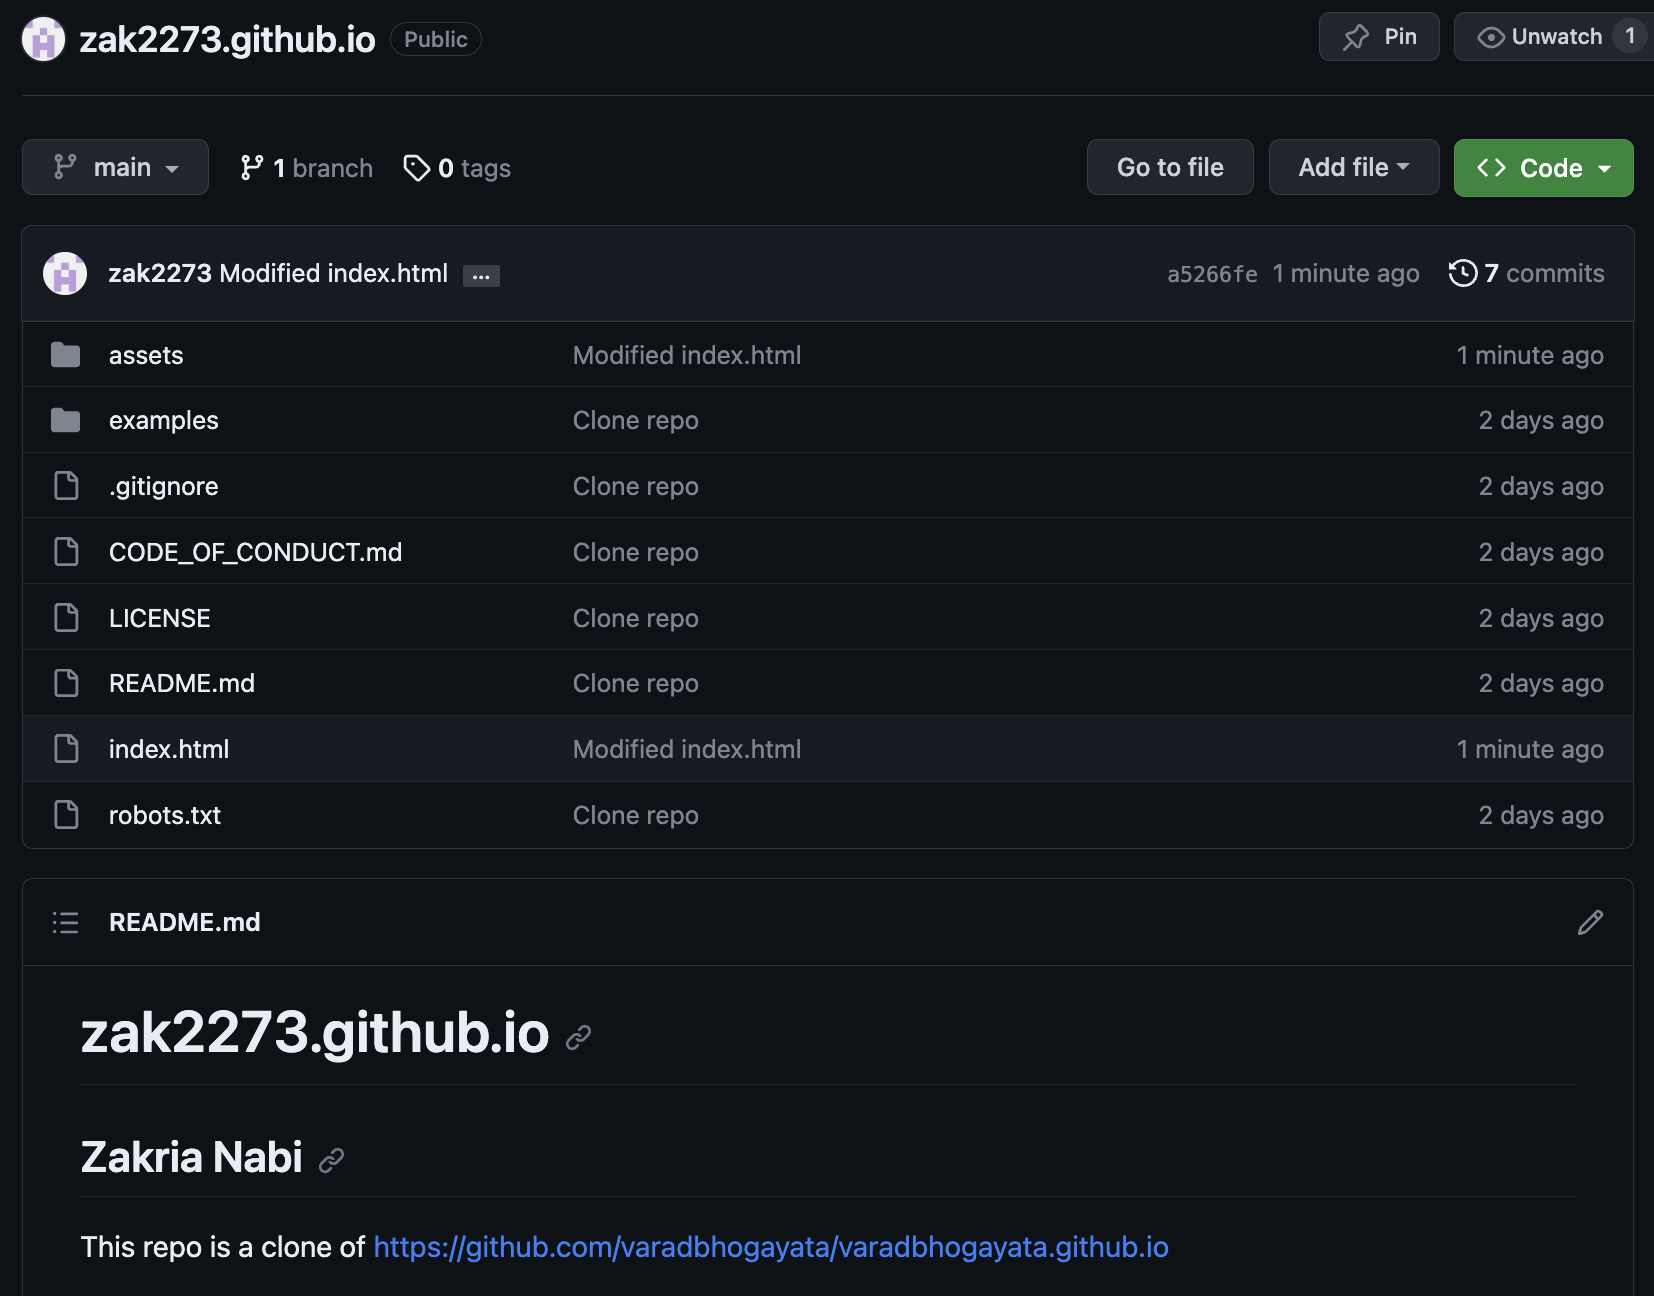 zak2273.github.io Public Pin Unwatch 1
main 1 branch 0 tags Go to file Add file Code
zak2273 Modified index.html ... a5266fe 1 minute ago 7 commits
assets Modified index.html 1 minute ago
examples Clone repo 2 days ago
.gitignore Clone repo 2 days ago
CODE_OF_CONDUCT.md Clone repo 2 days ago
LICENSE Clone repo 2 days ago
README.md Clone repo 2 days ago
index.html Modified index.html 1 minute ago
robots.txt Clone repo 2 days ago
README.md
zak2273.github.io
Zakria Nabi
This repo is a clone of https://github.com/varadbhogayata/varadbhogayata.github.io